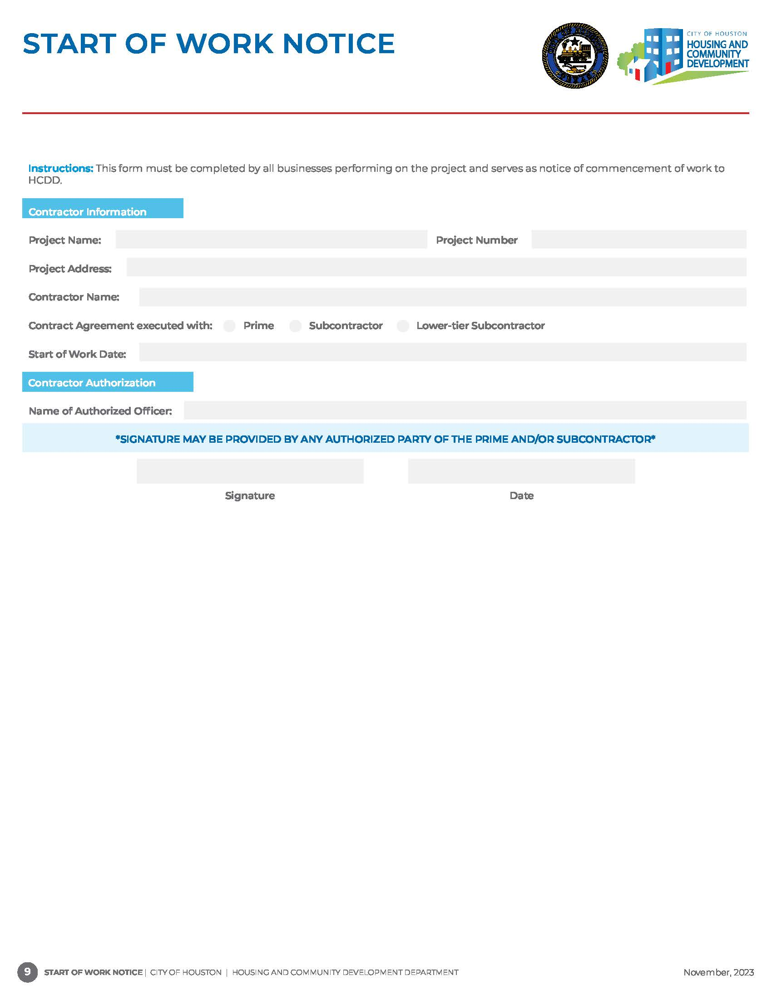 START OF WORK NOTICE
CITY OF HOUSTON
HOUSING AND
COMMUNITY
DEVELOPMENT
Instructions: This form must be completed by all businesses performing on the project and serves as notice of commencement of work to
HCDD.
Contractor Information
Project Name:
Project Number
Project Address:
Contractor Name:
Contract Agreement executed with: Prime Subcontractor Lower-tier Subcontractor
Start of Work Date:
Contractor Authorization
Name of Authorized Officer:
*SIGNATURE MAY BE PROVIDED BY ANY AUTHORIZED PARTY OF THE PRIME AND/OR SUBCONTRACTOR*
Signature
Date
9 START OF WORK NOTICE | CITY OF HOUSTON | HOUSING AND COMMUNITY DEVELOPMENT DEPARTMENT
November, 2023